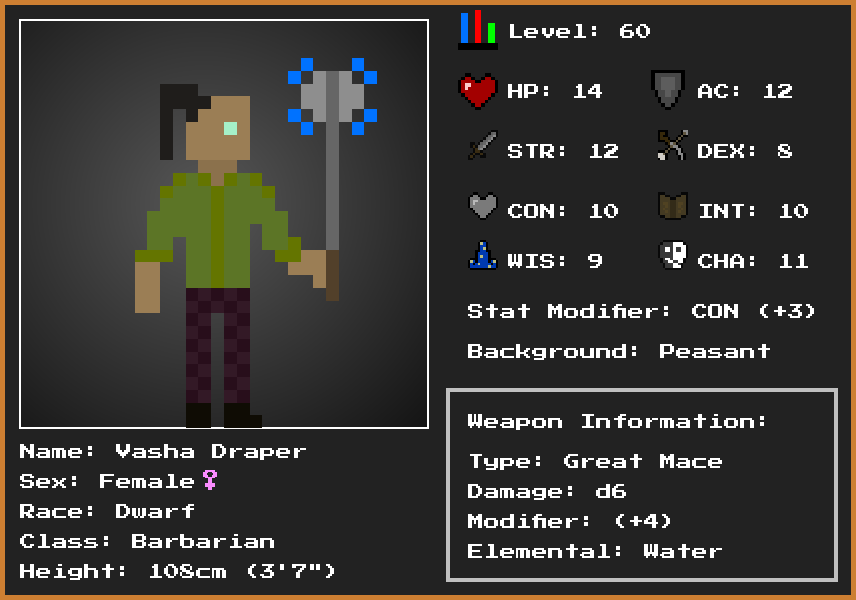 Level: 60
HP: 14
AC: 12
STR: 12
DEX: 8
CON: 10
INT: 10
WIS: 9
CHA: 11
Stat Modifier: CON (+3)
Background: Peasant
Weapon Information:
Type: Great Mace
Damage: d6
Modifier: (+4)
Elemental: Water
Name: Vasha Draper
Sex: Female♀
Race: Dwarf
Class: Barbarian
Height: 108cm (3'7")